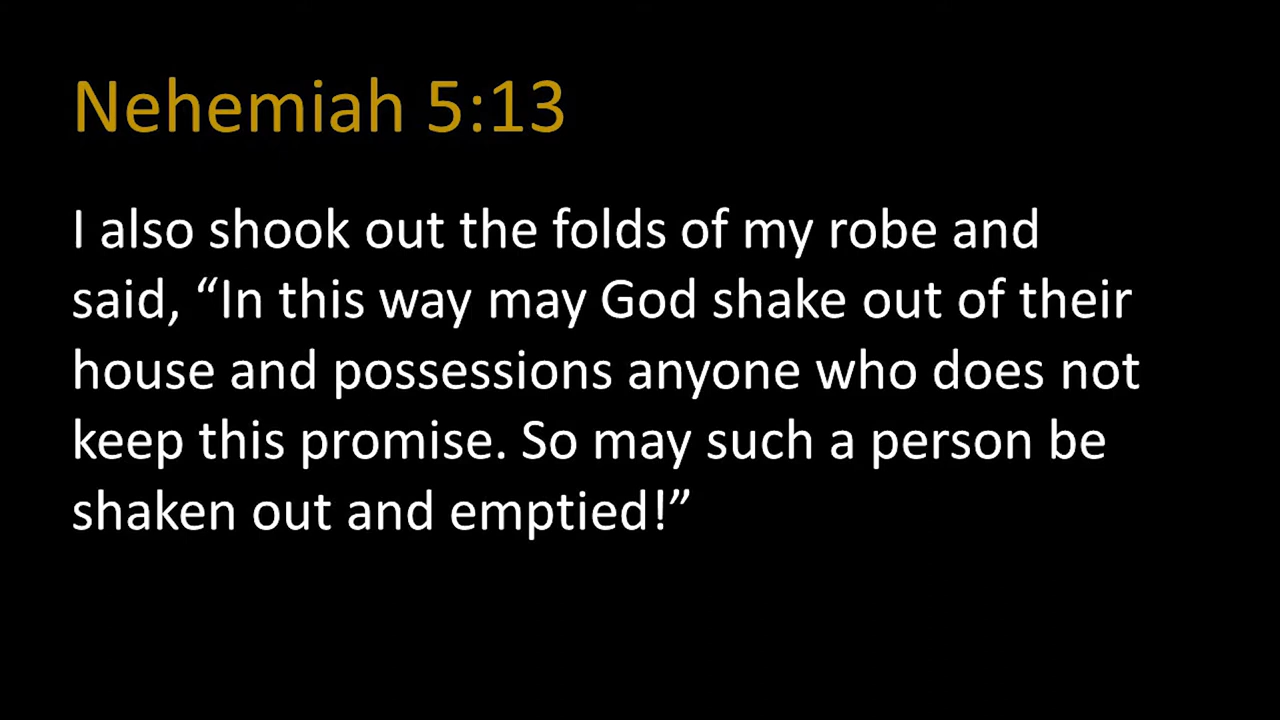 Nehemiah 5:13
I also shook out the folds of my robe and
said, “In this way may God shake out of their
house and possessions anyone who does not
keep this promise. So may such a person be
shaken out and emptied!”